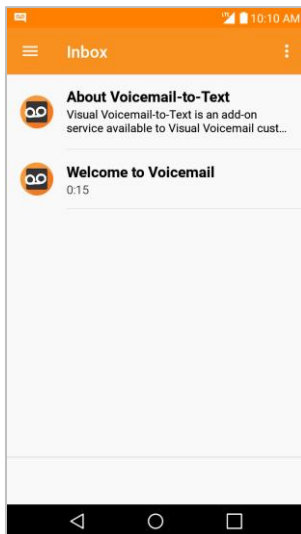 LTE 10:10 AM
Inbox
About Voicemail-to-Text
Visual Voicemail-to-Text is an add-on
service available to Visual Voicemail cust...
Welcome to Voicemail
0:15